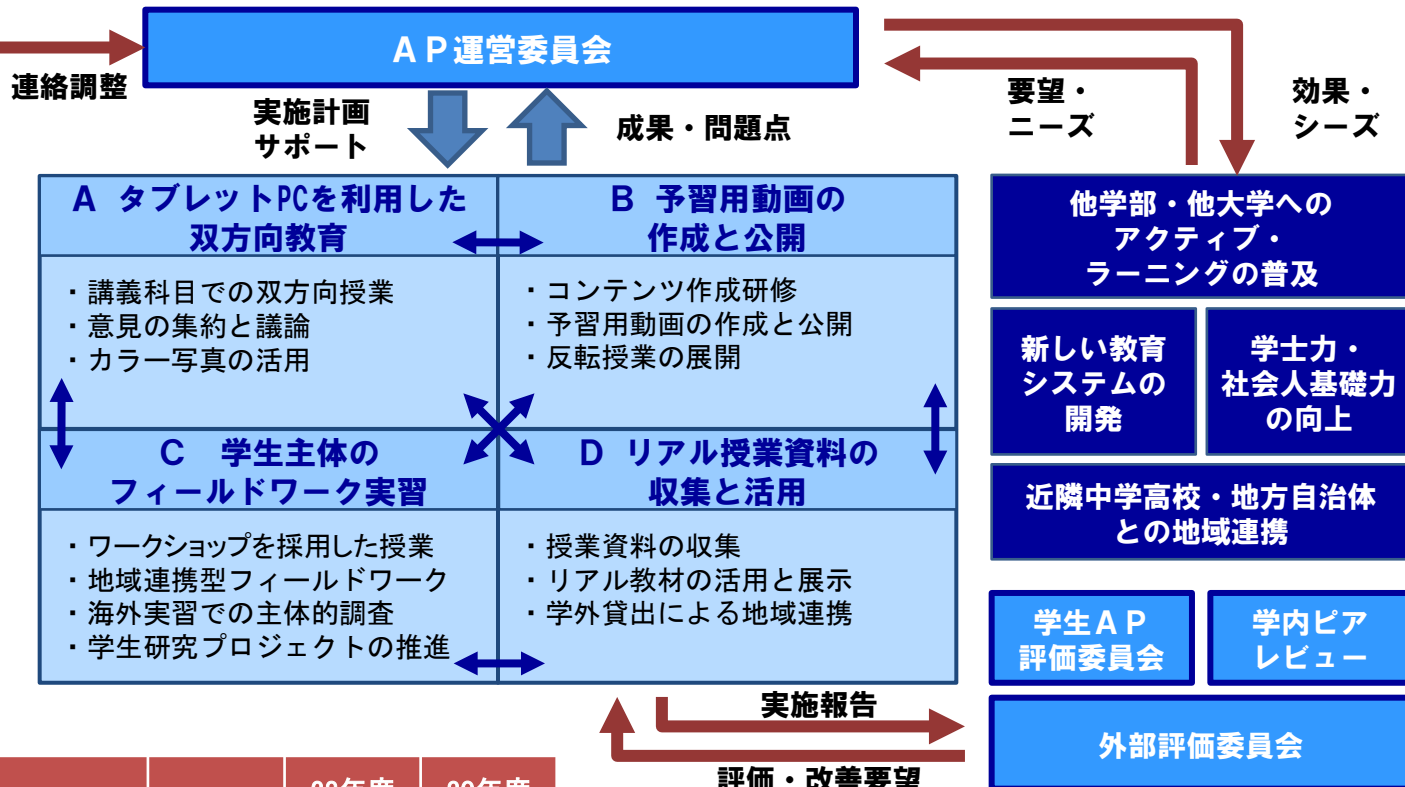 ＡＰ運営委員会
連絡調整
実施計画
サポート
成果・問題点
要望・
ニーズ
効果・
シーズ
Ａ タブレットPCを利用した
双方向教育
・講義科目での双方向授業
・意見の集約と議論
・カラー写真の活用
Ｂ 予習用動画の
作成と公開
・コンテンツ作成研修
・予習用動画の作成と公開
・反転授業の展開
Ｃ 学生主体の
フィールドワーク実習
・ワークショップを採用した授業
・地域連携型フィールドワーク
・海外実習での主体的調査
・学生研究プロジェクトの推進
Ｄ リアル授業資料の
収集と活用
・授業資料の収集
・リアル教材の活用と展示
・学外貸出による地域連携
他学部・他大学への
アクティブ・
ラーニングの普及
新しい教育
システムの
開発
学士力・
社会人基礎力
の向上
近隣中学高校・地方自治体
との地域連携
学生ＡＰ
評価委員会
学内ピア
レビュー
外部評価委員会
実施報告
評価・改善要望